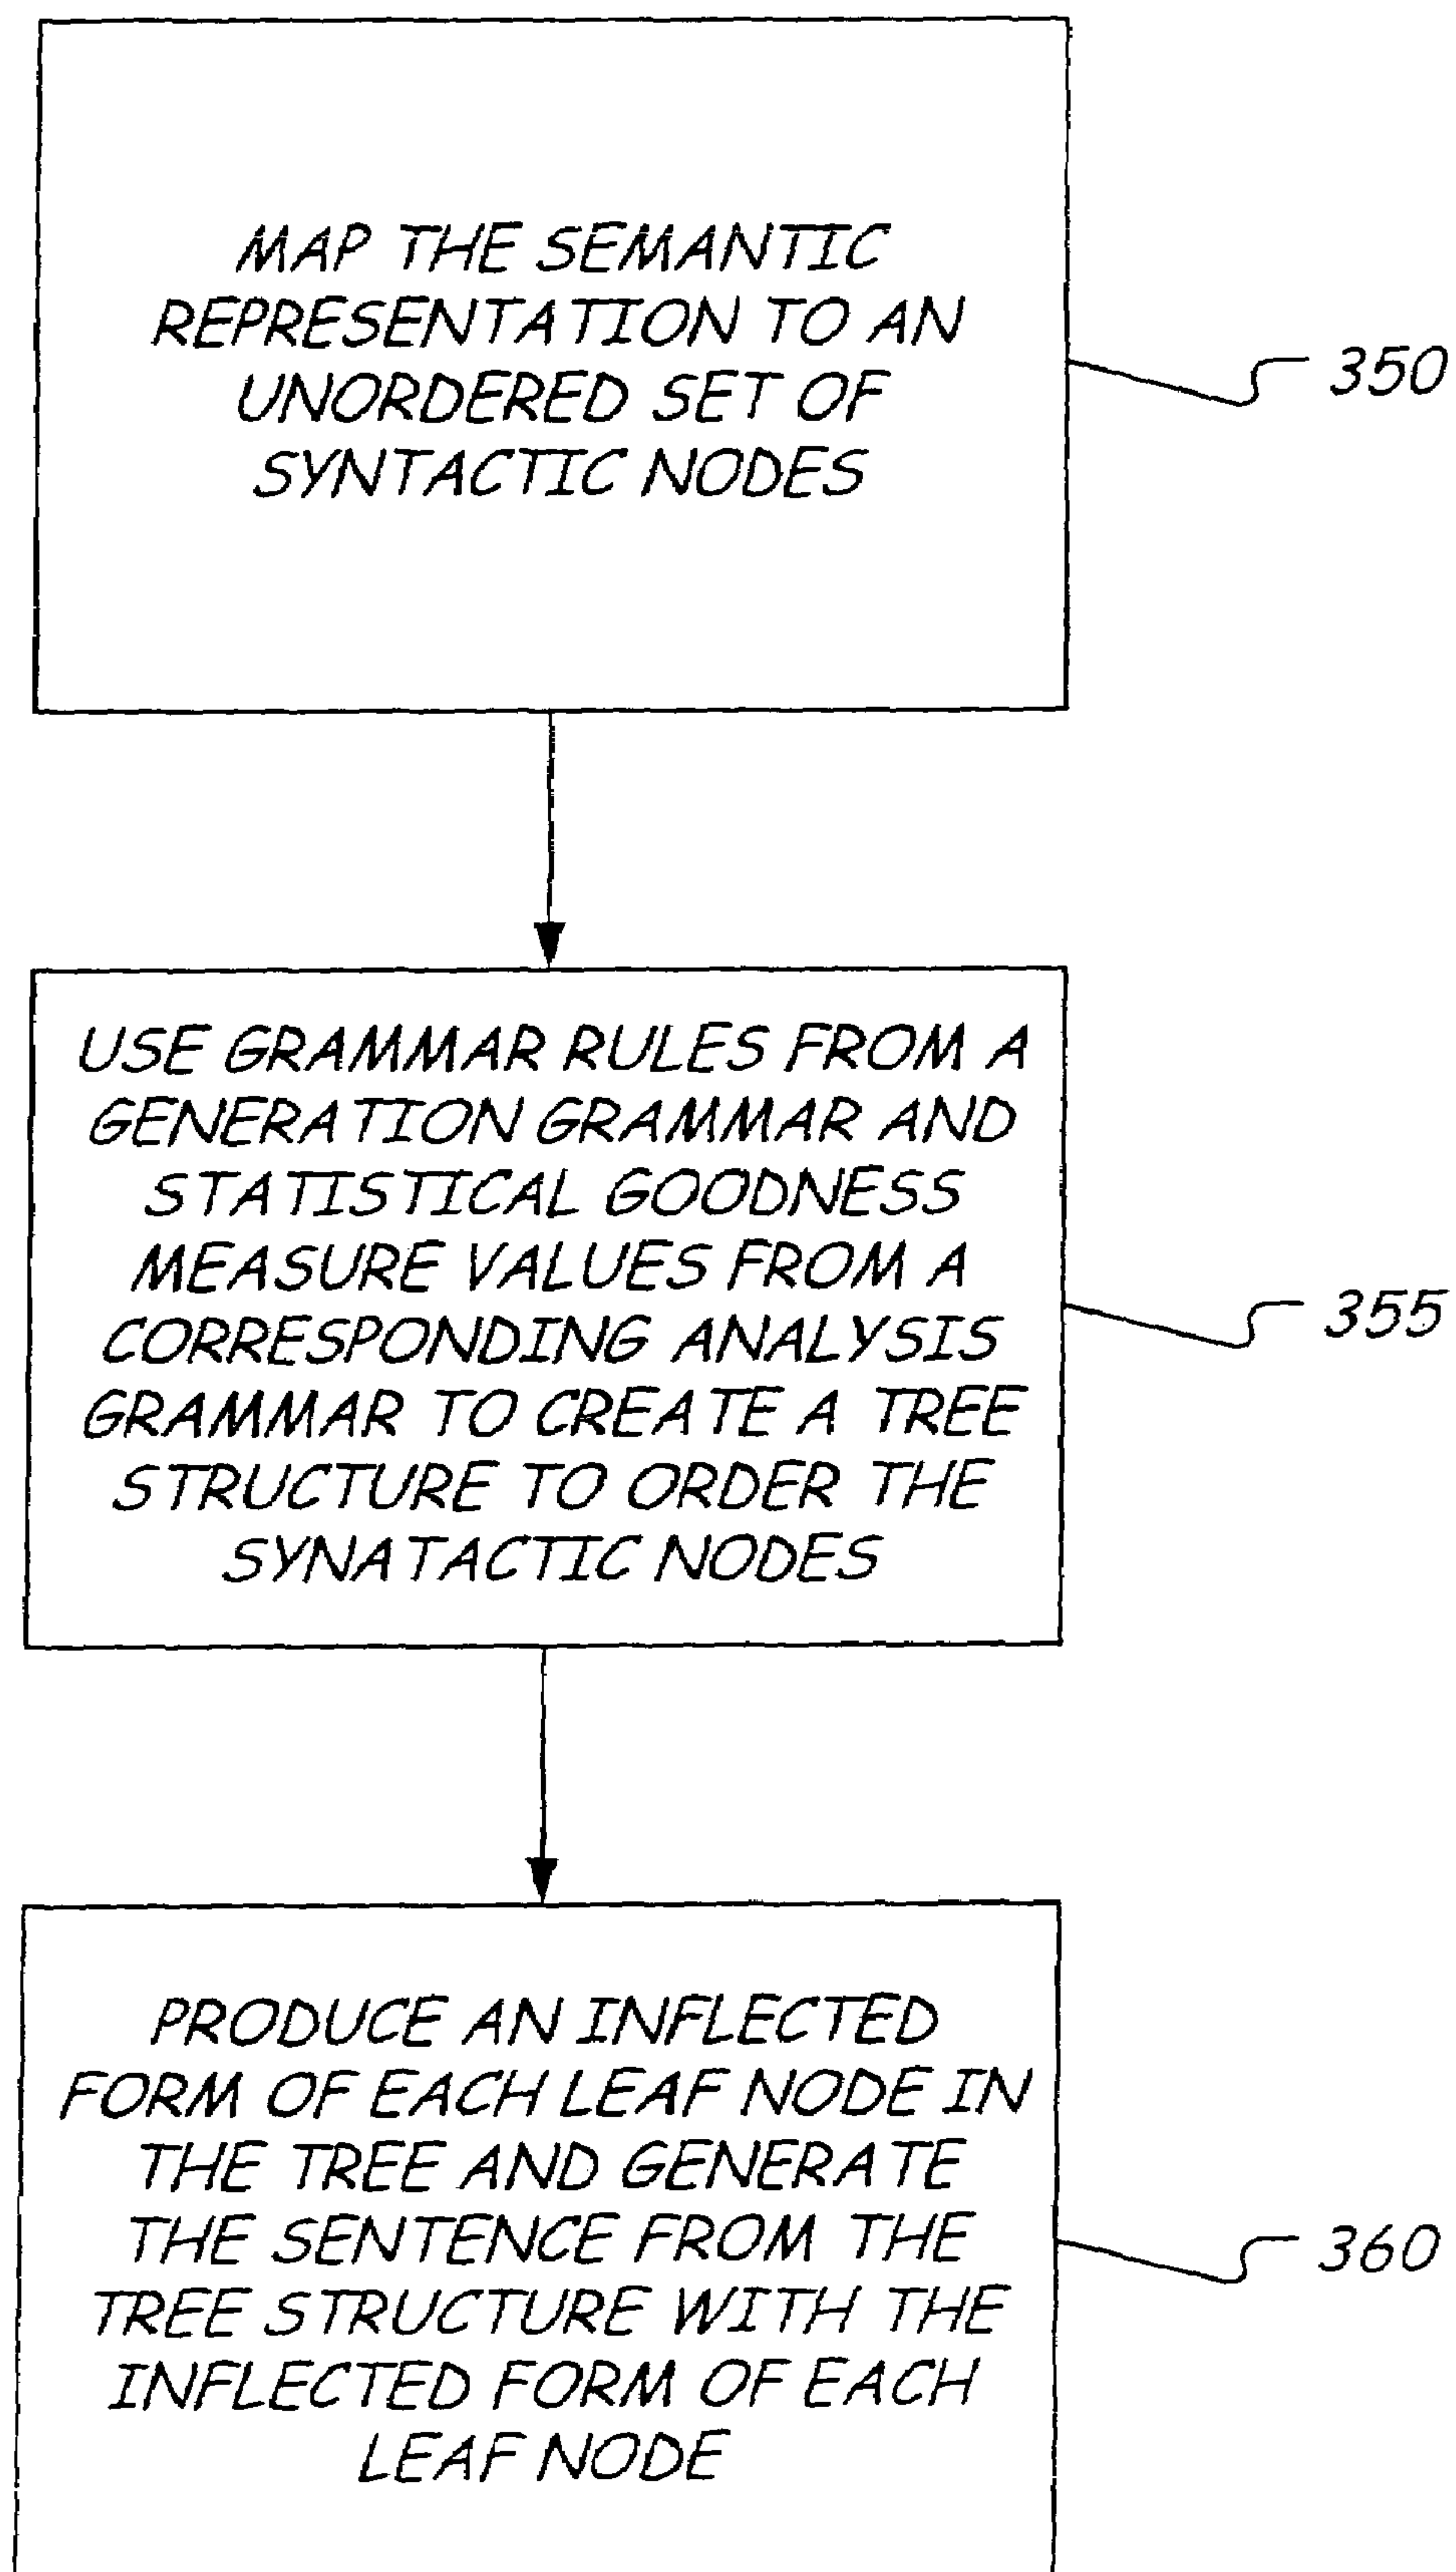 MAP THE SEMANTIC
REPRESENTATION TO AN
UNORDERED SET OF
SYNTACTIC NODES
350
USE GRAMMAR RULES FROM A
GENERATION GRAMMAR AND
STATISTICAL GOODNESS
MEASURE VALUES FROM A
CORRESPONDING ANALYSIS
GRAMMAR TO CREATE A TREE
STRUCTURE TO ORDER THE
SYNATACTIC NODES
355
PRODUCE AN INFLECTED
FORM OF EACH LEAF NODE IN
THE TREE AND GENERATE
THE SENTENCE FROM THE
TREE STRUCTURE WITH THE
INFLECTED FORM OF EACH
LEAF NODE
360